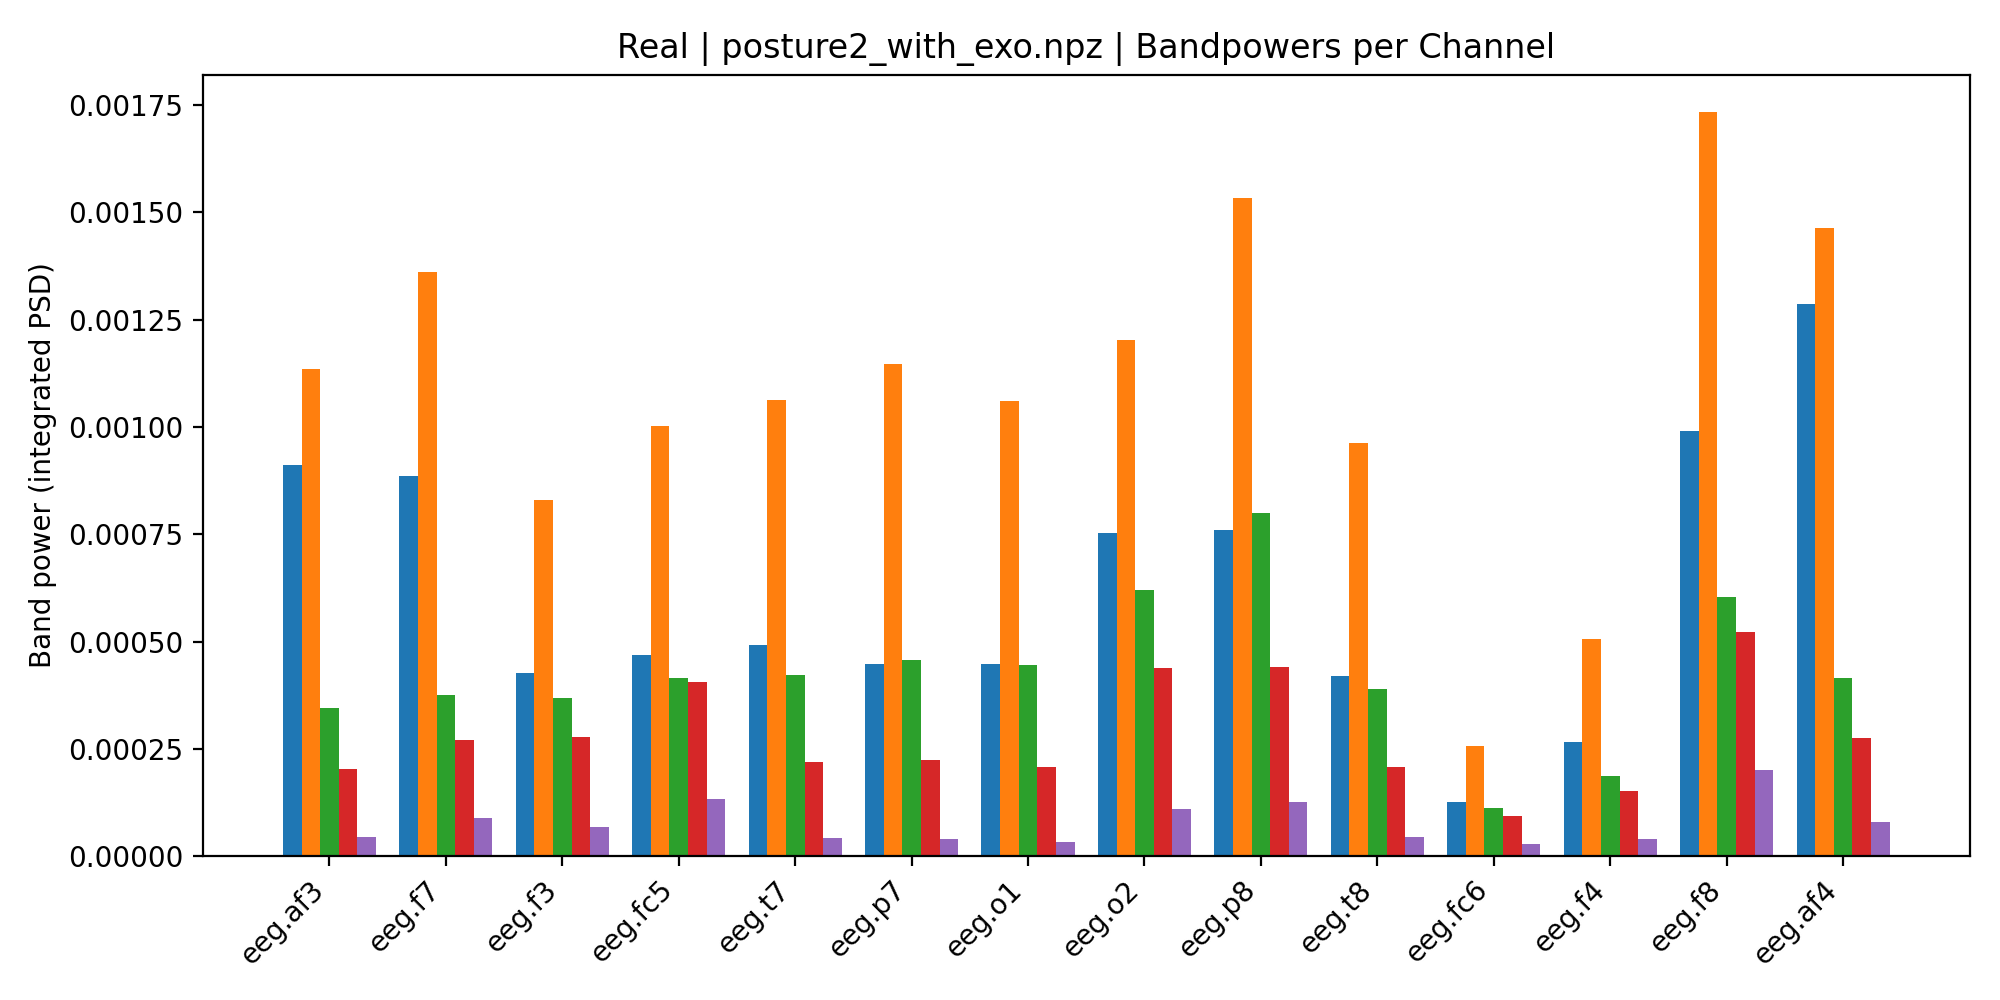 Real | posture2_with_exo.npz | Bandpowers per Channel
Band power (integrated PSD)
0.00175
0.00150
0.00125
0.00100
0.00075
0.00050
0.00025
0.00000
eeg.af3
eeg.f7
eeg.f3
eeg.fc5
eeg.t7
eeg.p7
eeg.o1
eeg.o2
eeg.p8
eeg.t8
eeg.fc6
eeg.f4
eeg.f8
eeg.af4